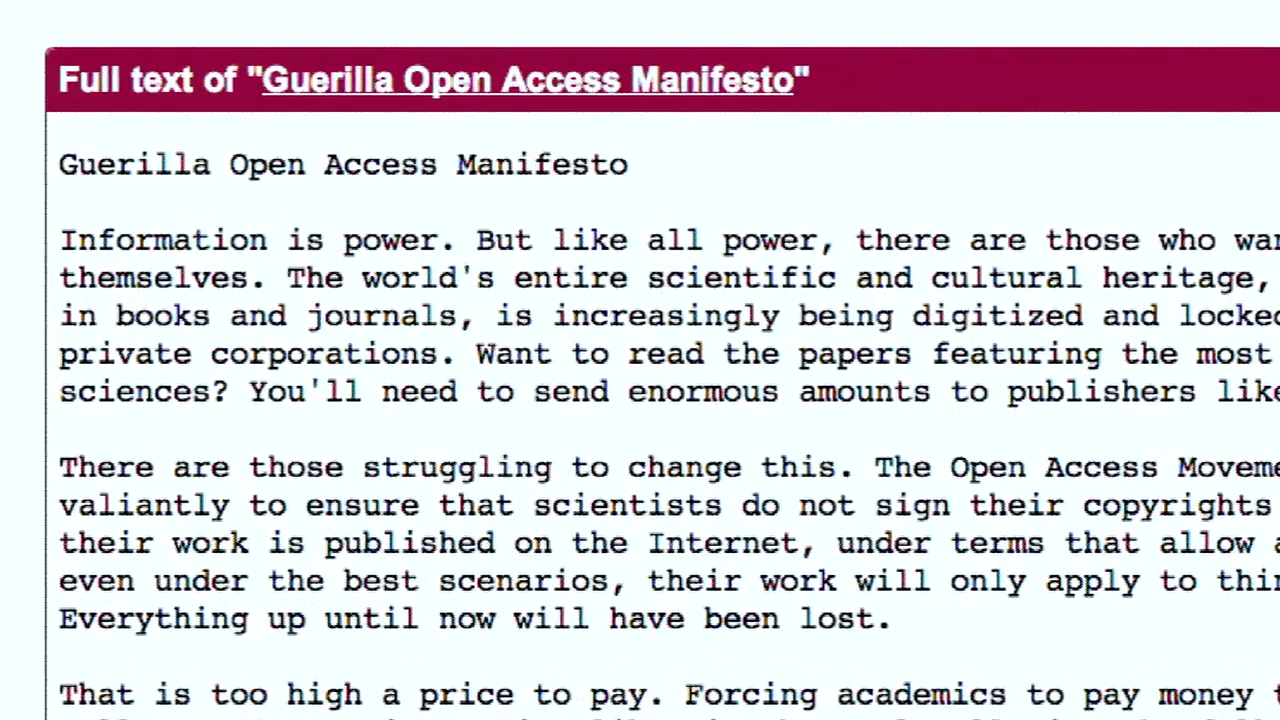 Full text of "Guerilla Open Access Manifesto"
Guerilla Open Access Manifesto
Information is power. But like all power, there are those who
themselves. The world's entire scientific and cultural heritage,
in books and journals, is increasingly being digitized and
private corporations. Want to read the papers featuring the most
sciences? You'll need to send enormous amounts to publishers
There are those struggling to change this. The Open Access
valiantly to ensure that scientists do not sign their copyrights
their work is published on the Internet, under terms that allow
even under the best scenarios, their work will only apply to
Everything up until now will have been lost.
That is too high a price to pay. Forcing academics to pay money